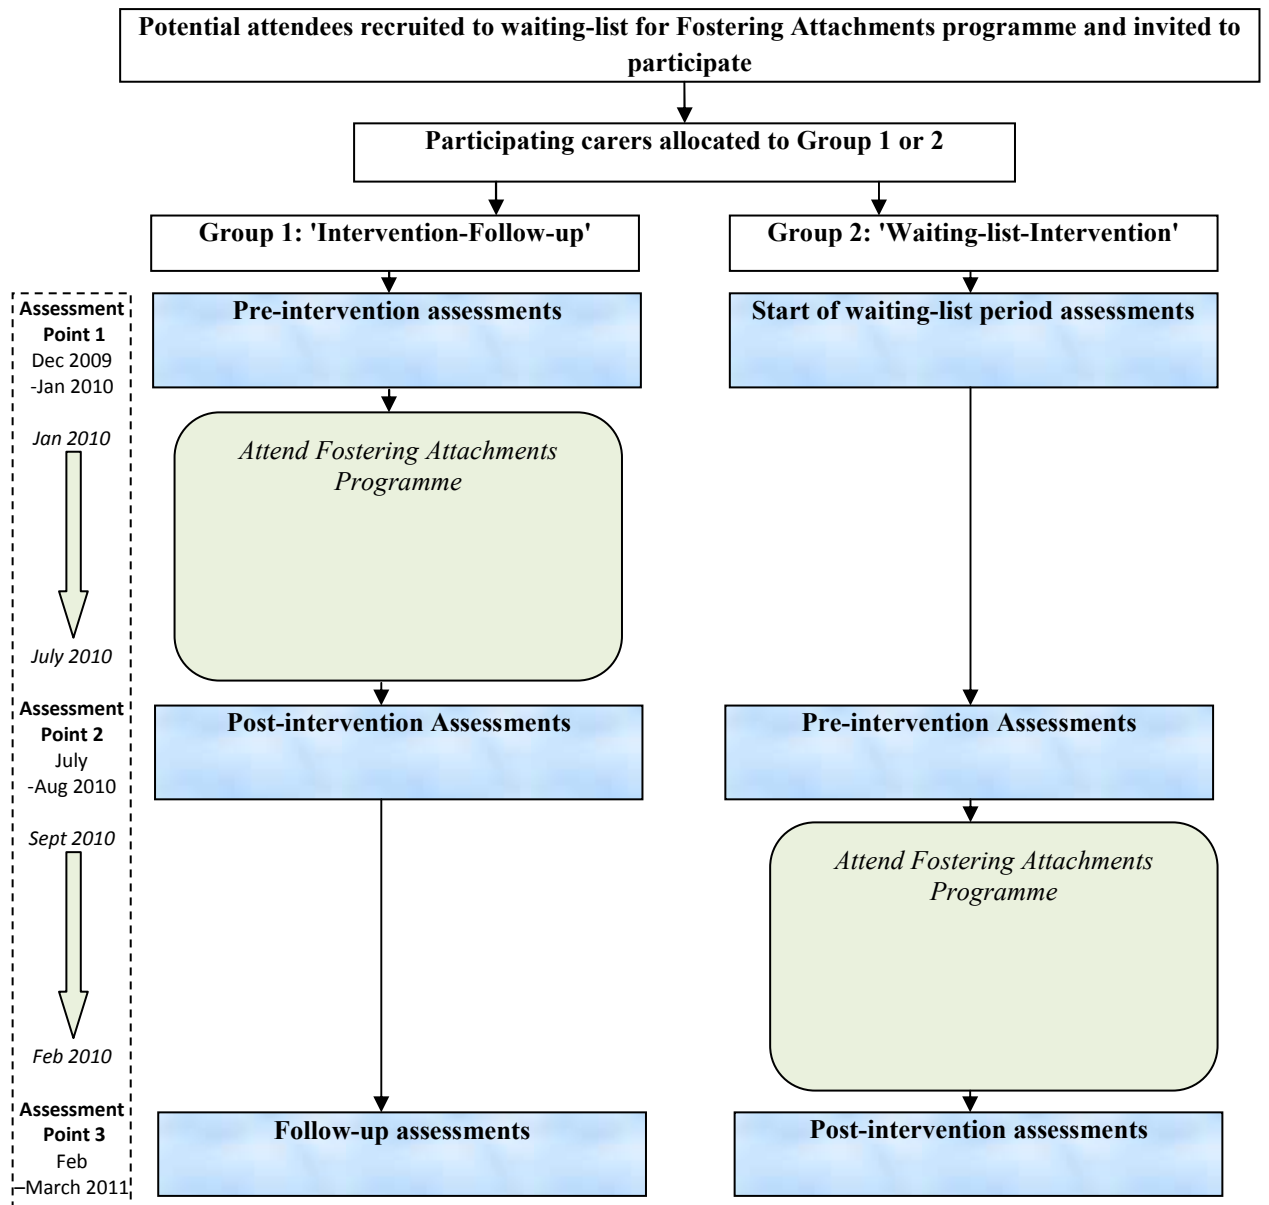 Potential attendees recruited to waiting-list for Fostering Attachments programme and invited to
participate
Participating carers allocated to Group 1 or 2
Group 1: 'Intervention-Follow-up'
Group 2: 'Waiting-list-Intervention'
Assessment
Point 1
Dec 2009
-Jan 2010
Pre-intervention assessments
Start of waiting-list period assessments
Jan 2010
Attend Fostering Attachments
Programme
July 2010
Assessment
Point 2
July
-Aug 2010
Post-intervention Assessments
Pre-intervention Assessments
Sept 2010
Attend Fostering Attachments
Programme
Feb 2010
Assessment
Point 3
Feb
–March 2011
Follow-up assessments
Post-intervention assessments